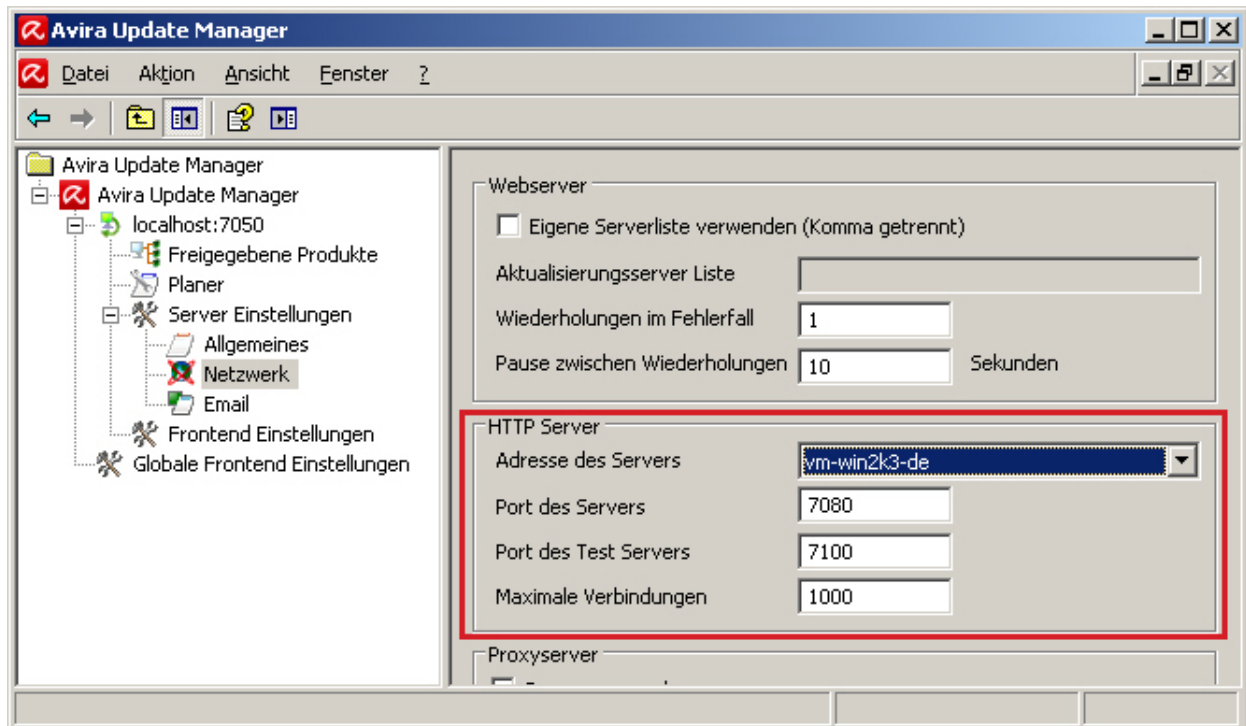 Avira Update Manager
Datei Aktion Ansicht Fenster ?
Avira Update Manager
Avira Update Manager
localhost:7050
Freigegebene Produkte
Planer
Server Einstellungen
Allgemeines
Netzwerk
Email
Frontend Einstellungen
Globale Frontend Einstellungen
Webserver
Eigene Serverliste verwenden (Komma getrennt)
Aktualisierungsserver Liste
Wiederholungen im Fehlerfall 1
Pause zwischen Wiederholungen 10 Sekunden
HTTP Server
Adresse des Servers vm-win2k3-de
Port des Servers 7080
Port des Test Servers 7100
Maximale Verbindungen 1000
Proxyserver